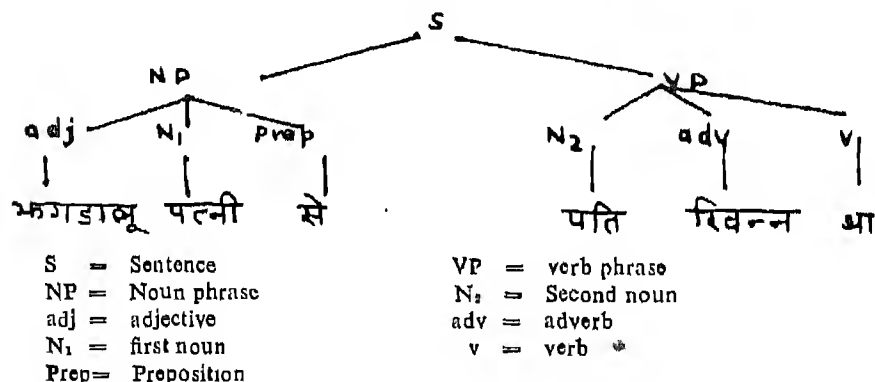 S
NP VP
adj N₁ prep N₂ adv v
झगडालू पत्नी से पति खिन्न था
S = Sentence VP = verb phrase
NP = Noun phrase N₂ = Second noun
adj = adjective adv = adverb
N₁ = first noun v = verb
Prep= Preposition